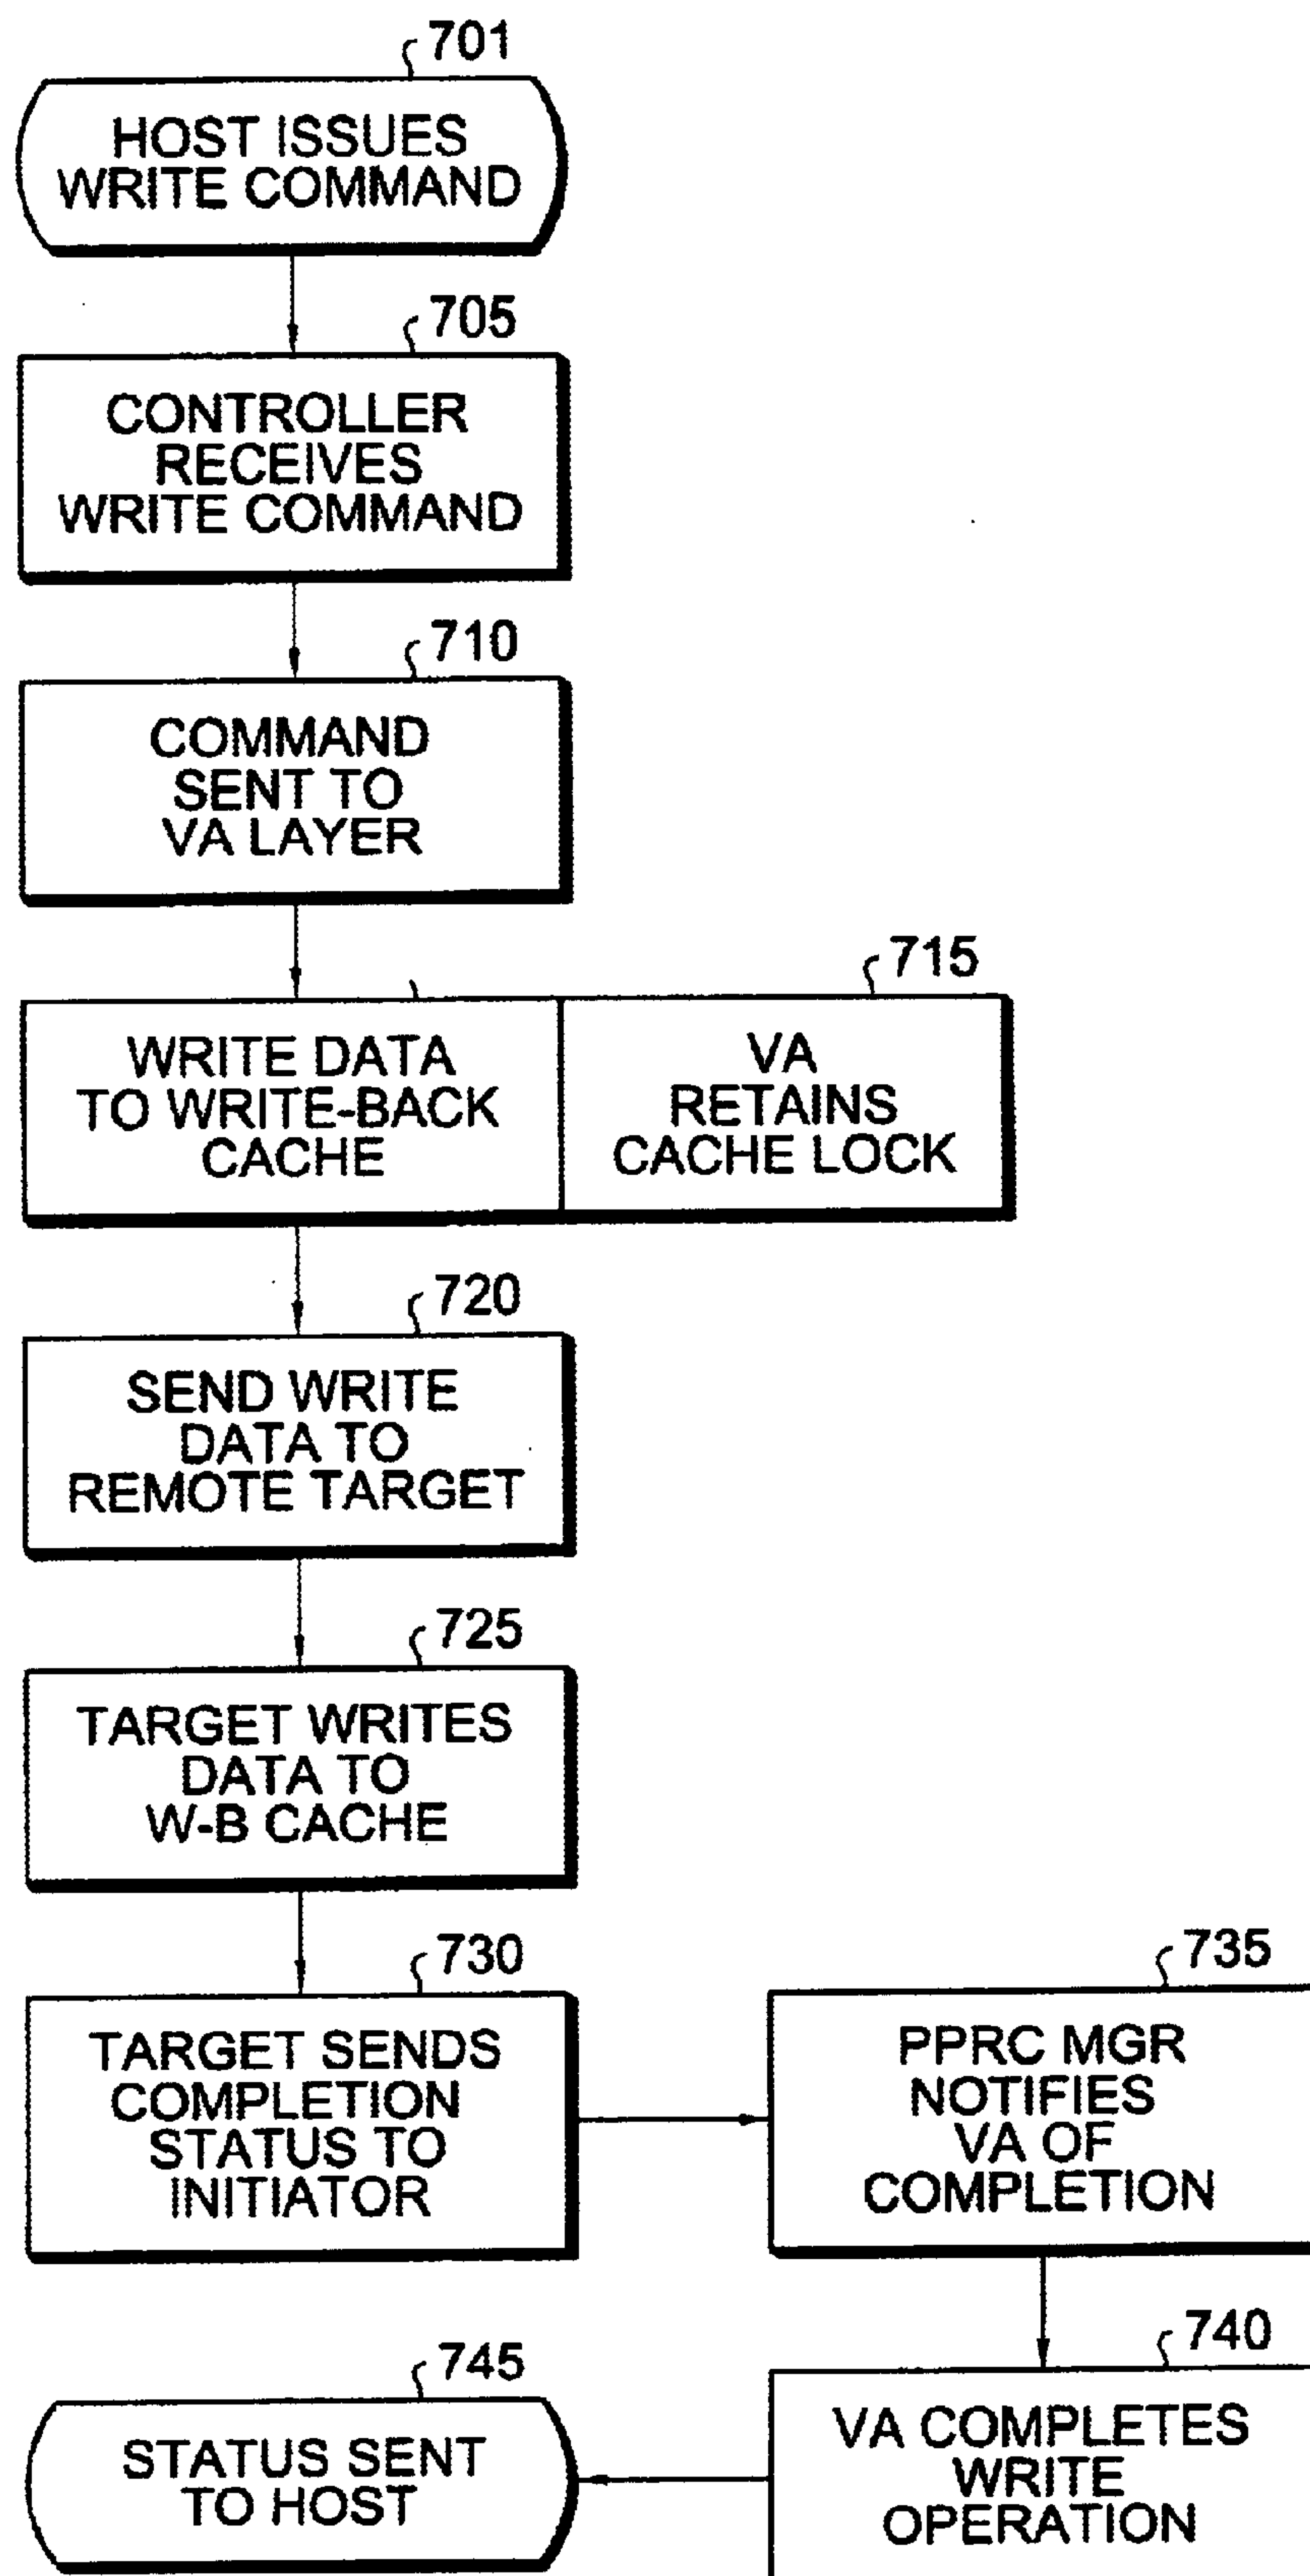 701
HOST ISSUES
WRITE COMMAND
705
CONTROLLER
RECEIVES
WRITE COMMAND
710
COMMAND
SENT TO
VA LAYER
WRITE DATA
TO WRITE-BACK
CACHE
715
VA
RETAINS
CACHE LOCK
720
SEND WRITE
DATA TO
REMOTE TARGET
725
TARGET WRITES
DATA TO
W-B CACHE
730
TARGET SENDS
COMPLETION
STATUS TO
INITIATOR
735
PPRC MGR
NOTIFIES
VA OF
COMPLETION
740
VA COMPLETES
WRITE
OPERATION
745
STATUS SENT
TO HOST